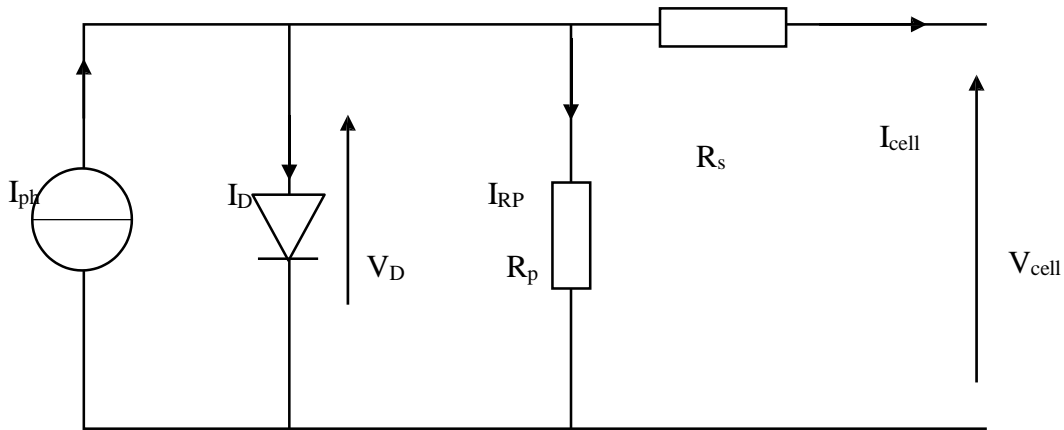 I_ph
I_D
V_D
I_RP
R_p
R_s
I_cell
V_cell